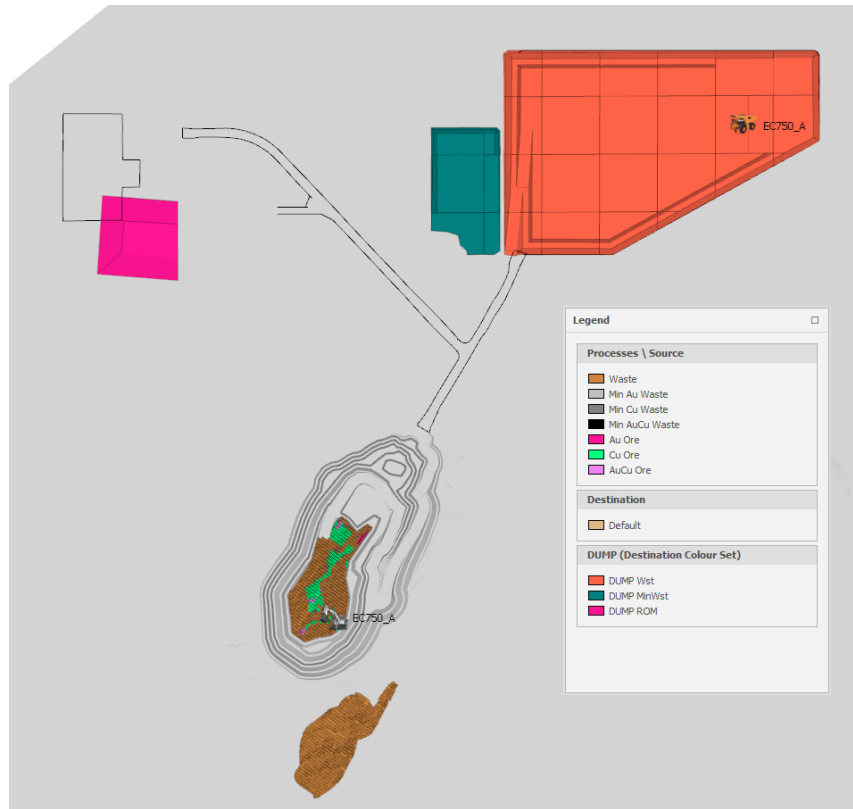 EC750_A
Legend
Processes \ Source
Waste
Min Au Waste
Min Cu Waste
Min AuCu Waste
Au Ore
Cu Ore
AuCu Ore
Destination
Default
DUMP (Destination Colour Set)
DUMP Wst
DUMP MinWst
DUMP ROM
EC750_A